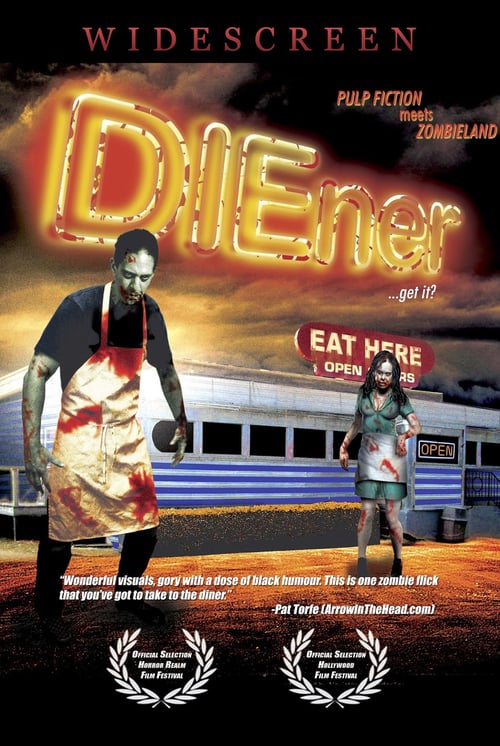 WIDESCREEN
PULP FICTION
meets
ZOMBIELAND
DIEner
...get it?
EAT HERE
OPEN
RS
OPEN
"Wonderful visuals, gory with a dose of black humour. This is one zombie flick
that you've got to take to the diner."
-Pat Torfe (ArrowInTheHead.com)
OFFICIAL SELECTION
HORROR REALM
FILM FESTIVAL
OFFICIAL SELECTION
HOLLYWOOD
FILM FESTIVAL